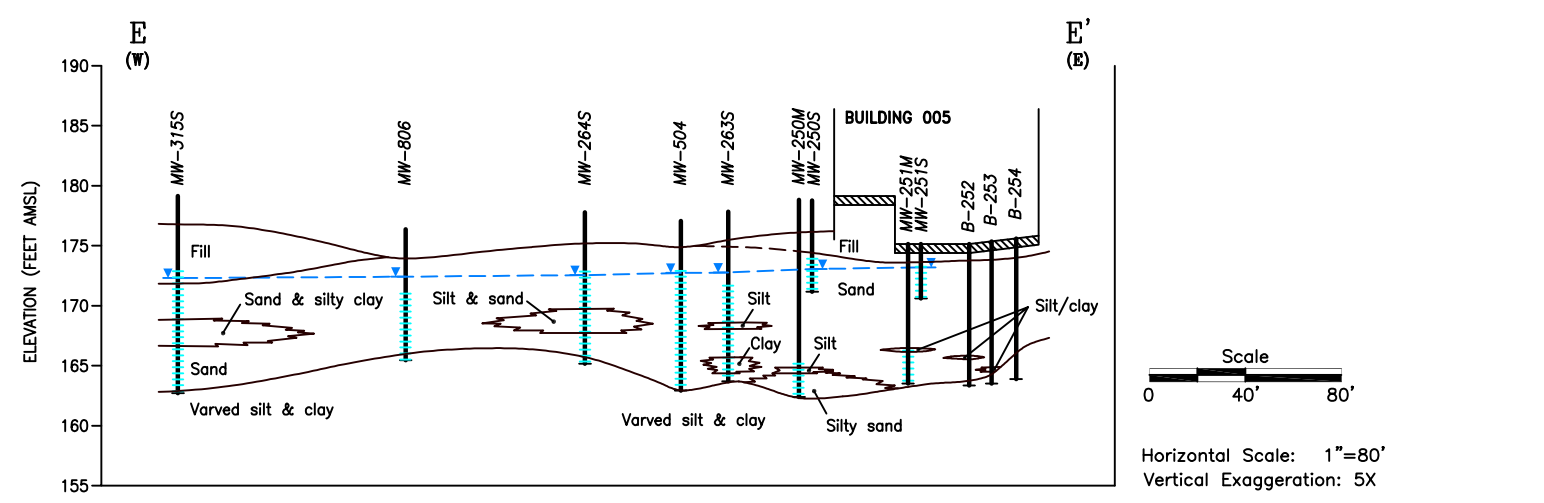 E
(W)
E'
(E)
190
185
180
175
170
165
160
155
ELEVATION (FEET AMSL)
MW-315S
MW-806
MW-264S
MW-504
MW-263S
MW-250M
MW-250S
BUILDING 005
MW-251M
MW-251S
B-252
B-253
B-254
Fill
Fill
Sand
Sand & silty clay
Silt & sand
Silt
Silt/clay
Clay
Silt
Sand
Varved silt & clay
Varved silt & clay
Silty sand
Scale
0
40'
80'
Horizontal Scale: 1"=80'
Vertical Exaggeration: 5X